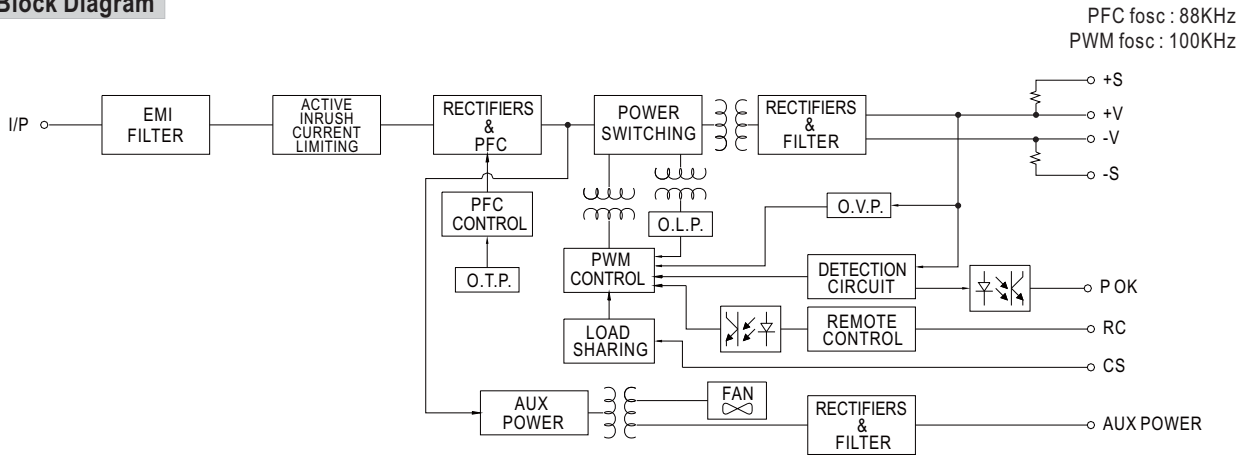 Block Diagram
PFC fosc : 88KHz
PWM fosc : 100KHz
I/P
EMI
FILTER
ACTIVE
INRUSH
CURRENT
LIMITING
RECTIFIERS
&
PFC
POWER
SWITCHING
RECTIFIERS
&
FILTER
+S
+V
-V
-S
PFC
CONTROL
O.L.P.
O.V.P.
O.T.P.
PWM
CONTROL
DETECTION
CIRCUIT
P OK
LOAD
SHARING
REMOTE
CONTROL
RC
CS
AUX
POWER
FAN
RECTIFIERS
&
FILTER
AUX POWER